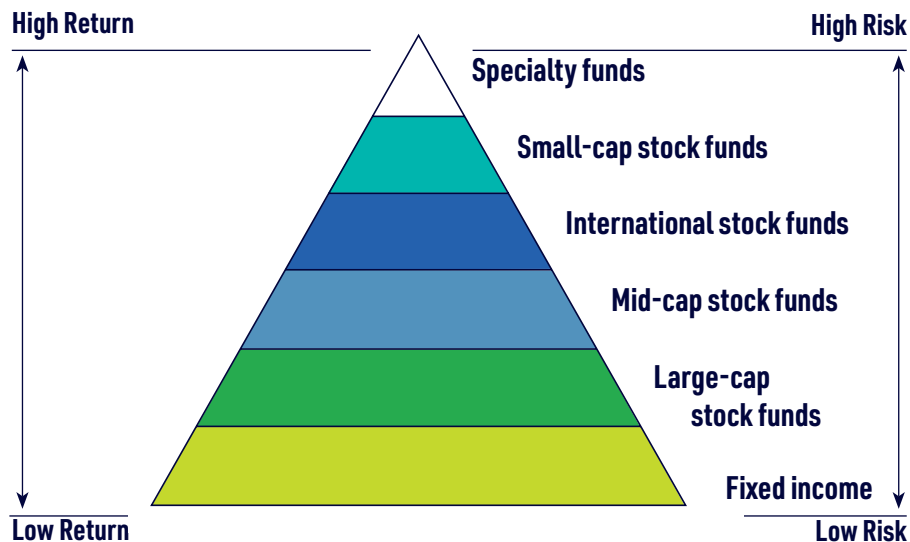 High Return
High Risk
Specialty funds
Small-cap stock funds
International stock funds
Mid-cap stock funds
Large-cap
stock funds
Fixed income
Low Return
Low Risk